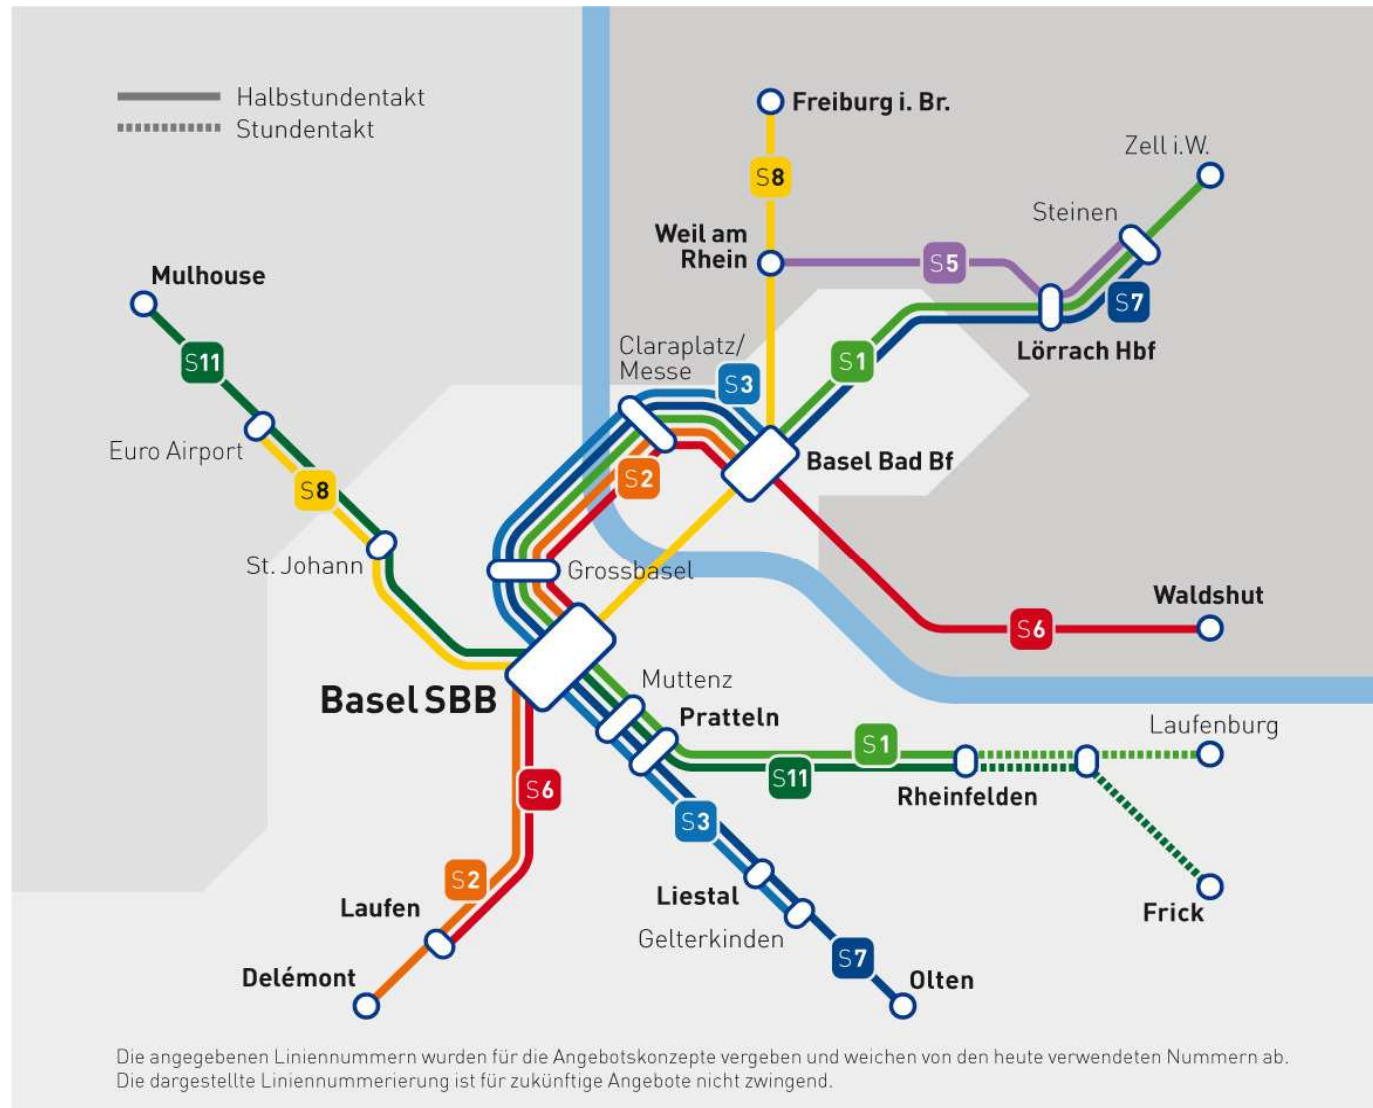 Halbstundentakt
Stundentakt
Freiburg i. Br.
Zell i.W.
S8
Steinen
Weil am
Rhein
S5
Mulhouse
S7
Claraplatz/
Messe
Lörrach Hbf
S11
S1
S3
Euro Airport
Basel Bad Bf
S2
S8
St. Johann
Grossbasel
Waldshut
S6
Muttenz
Basel SBB
Pratteln
Laufenburg
S1
S11
Rheinfelden
S6
S3
S2
Liestal
Laufen
Frick
Gelterkinden
S7
Delémont
Olten
Die angegebenen Liniennummern wurden für die Angebotskonzepte vergeben und weichen von den heute verwendeten Nummern ab.
Die dargestellte Liniennummerierung ist für zukünftige Angebote nicht zwingend.